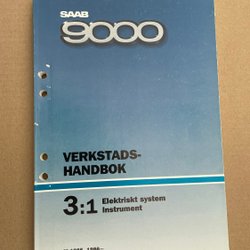 SAAB
9000
VERKSTADS-
HANDBOK
3:1 Elektriskt system
Instrument